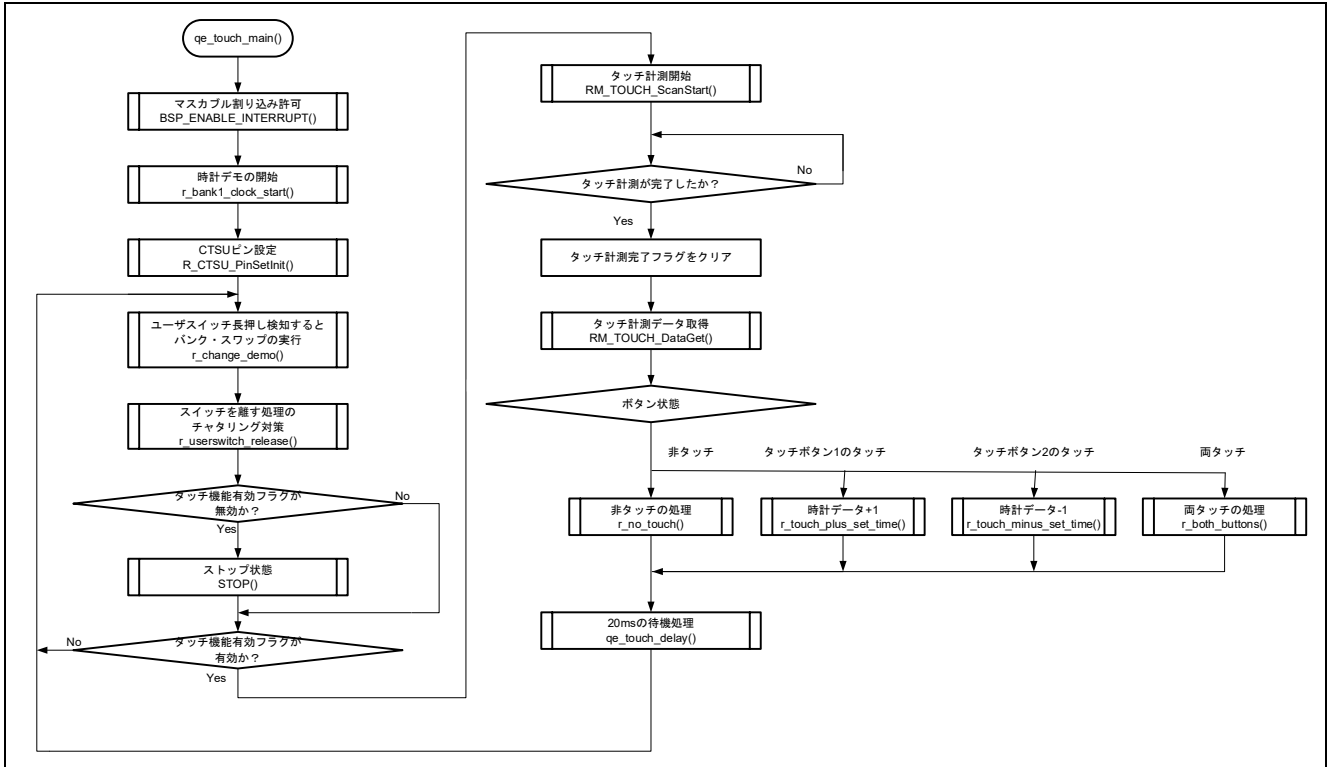 qe_touch_main()
マスカブル割り込み許可
BSP_ENABLE_INTERRUPT()
時計デモの開始
r_bank1_clock_start()
CTSUピン設定
R_CTSU_PinSetInit()
ユーザスイッチ長押し検知すると
バンク・スワップの実行
r_change_demo()
スイッチを離す処理の
チャタリング対策
r_userswitch_release()
タッチ機能有効フラグが
無効か?
No
Yes
ストップ状態
STOP()
タッチ機能有効フラグが
有効か?
No
Yes
タッチ計測開始
RM_TOUCH_ScanStart()
タッチ計測が完了したか?
No
Yes
タッチ計測完了フラグをクリア
タッチ計測データ取得
RM_TOUCH_DataGet()
ボタン状態
非タッチ
タッチボタン1のタッチ
タッチボタン2のタッチ
両タッチ
非タッチの処理
r_no_touch()
時計データ+1
r_touch_plus_set_time()
時計データ-1
r_touch_minus_set_time()
両タッチの処理
r_both_buttons()
20msの待機処理
qe_touch_delay()